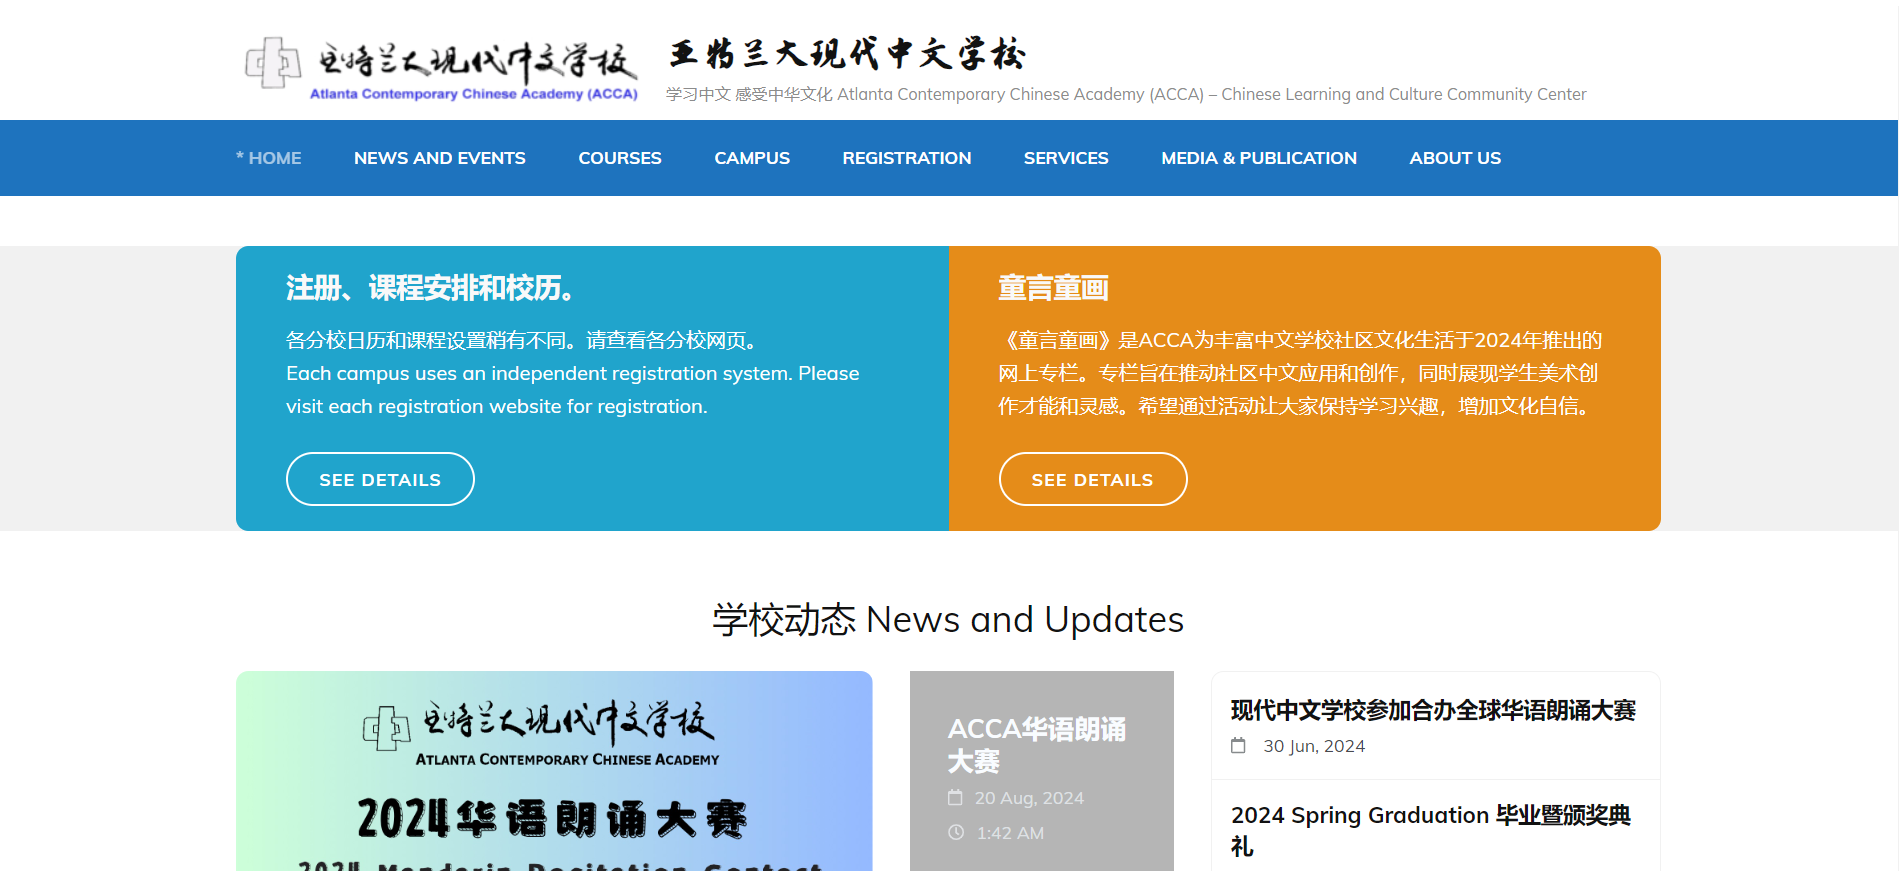 亚特兰大现代中文学校
Atlanta Contemporary Chinese Academy (ACCA)
亚特兰大现代中文学校
学习中文 感受中华文化 Atlanta Contemporary Chinese Academy (ACCA) – Chinese Learning and Culture Community Center
* HOME NEWS AND EVENTS COURSES CAMPUS REGISTRATION SERVICES MEDIA & PUBLICATION ABOUT US
注册、课程安排和校历。
各分校日历和课程设置稍有不同。请查看各分校网页。
Each campus uses an independent registration system. Please
visit each registration website for registration.
SEE DETAILS
童言童画
《童言童画》是ACCA为丰富中文学校社区文化生活于2024年推出的
网上专栏。专栏旨在推动社区中文应用和创作，同时展现学生美术创
作才能和灵感。希望通过活动让大家保持学习兴趣，增加文化自信。
SEE DETAILS
学校动态 News and Updates
亚特兰大现代中文学校
ATLANTA CONTEMPORARY CHINESE ACADEMY
2024华语朗诵大赛
2024 Mandarin Recitation Contest
ACCA华语朗诵
大赛
20 Aug, 2024
1:42 AM
现代中文学校参加合办全球华语朗诵大赛
30 Jun, 2024
2024 Spring Graduation 毕业暨颁奖典
礼